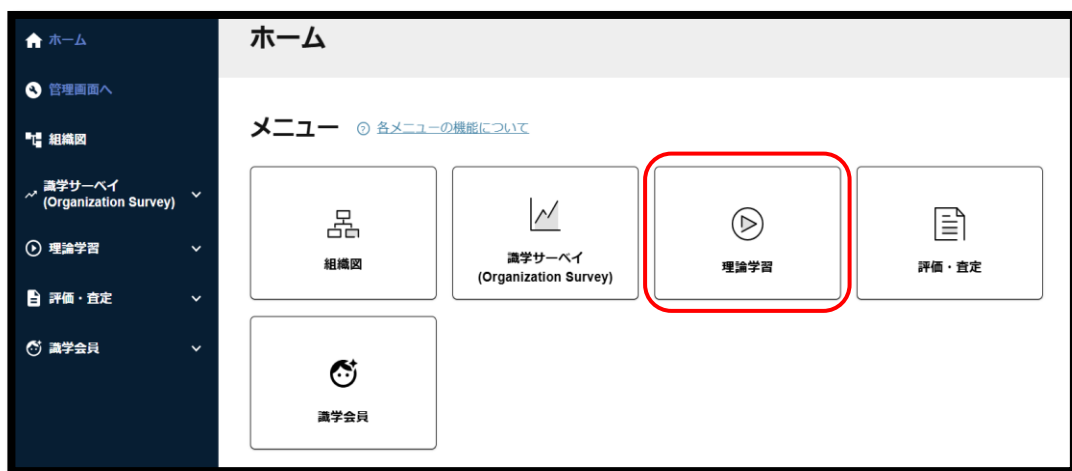 ホーム
管理画面へ
組織図
識学サーベイ
(Organization Survey)
理論学習
評価・査定
識学会員
ホーム
メニュー
各メニューの機能について
組織図
識学サーベイ
(Organization Survey)
理論学習
評価・査定
識学会員